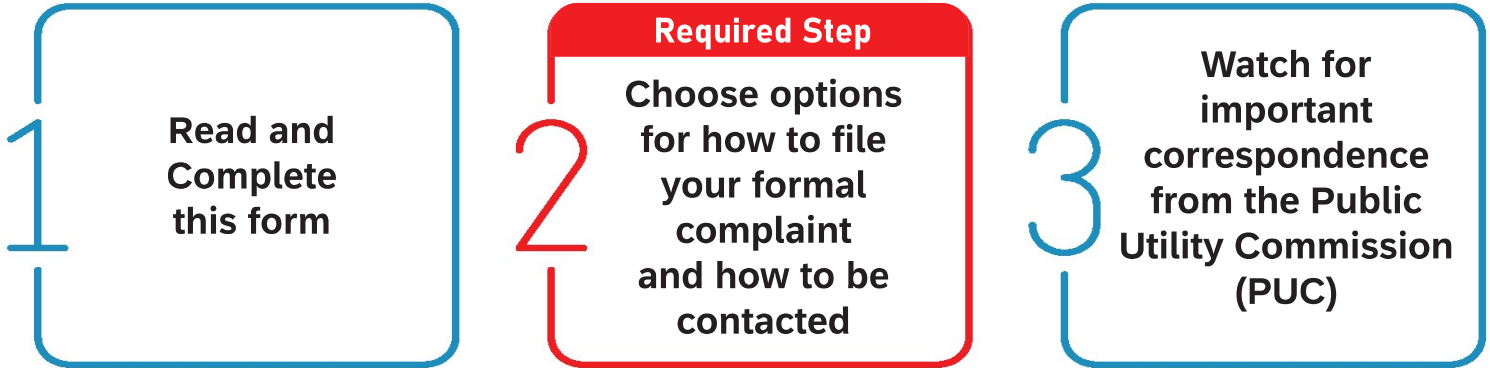 1
Read and
Complete
this form
Required Step
2
Choose options
for how to file
your formal
complaint
and how to be
contacted
3
Watch for
important
correspondence
from the Public
Utility Commission
(PUC)